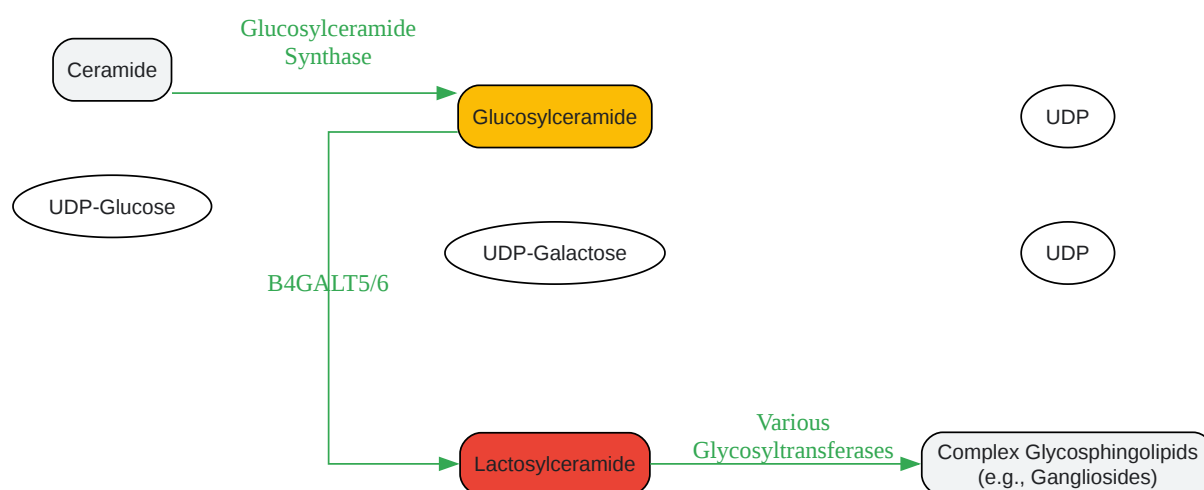 Glucosylceramide
Synthase
Ceramide
Glucosylceramide
UDP
UDP-Glucose
UDP-Galactose
UDP
B4GALT5/6
Various
Glycosyltransferases
Lactosylceramide
Complex Glycosphingolipids
(e.g., Gangliosides)